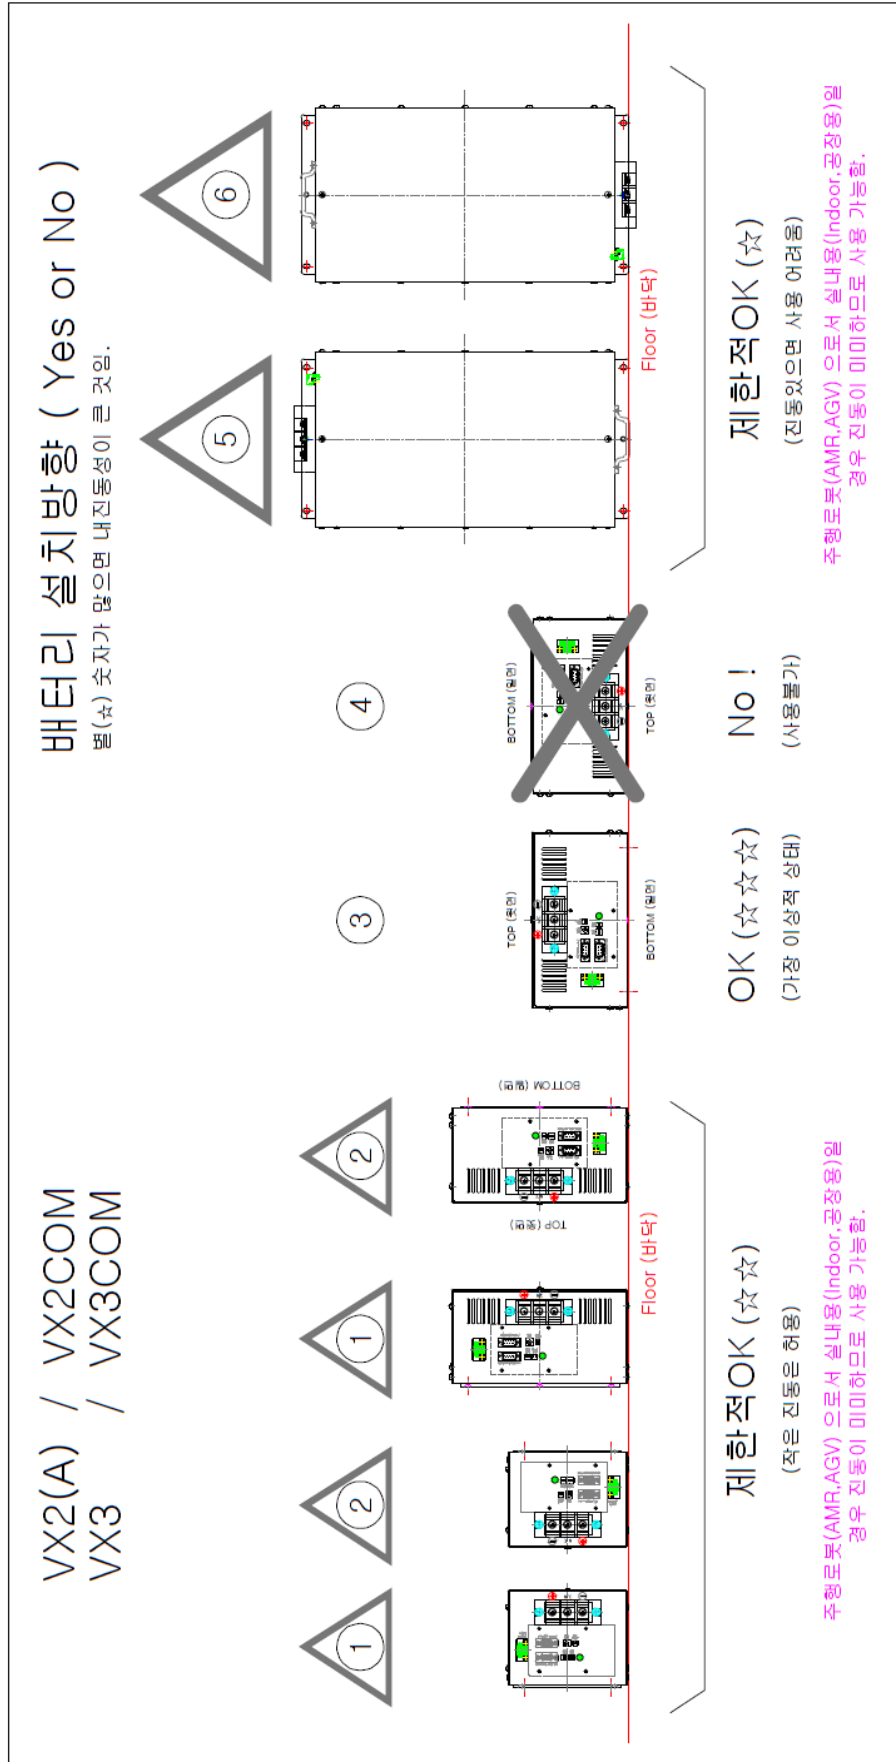 VX2(A) / VX2COM
VX3 / VX3COM
배터리 설치방향 ( Yes or No )
별(☆) 숫자가 많으면 내진동성이 큰 것임.
① ② ① ② ③ ④ ⑤ ⑥
TOP (윗면)
BOTTOM (밑면)
TOP (윗면)
BOTTOM (밑면)
BOTTOM (밑면)
TOP (윗면)
Floor (바닥)
Floor (바닥)
제한적OK (☆☆)
(작은 진동은 허용)
주행로봇(AMR,AGV) 으로서 실내용(Indoor,공장용)일
경우 진동이 미미하므로 사용 가능함.
OK (☆☆☆)
(가장 이상적 상태)
No !
(사용불가)
제한적OK (☆)
(진동있으면 사용 어려움)
주행로봇(AMR,AGV) 으로서 실내용(Indoor,공장용)일
경우 진동이 미미하므로 사용 가능함.